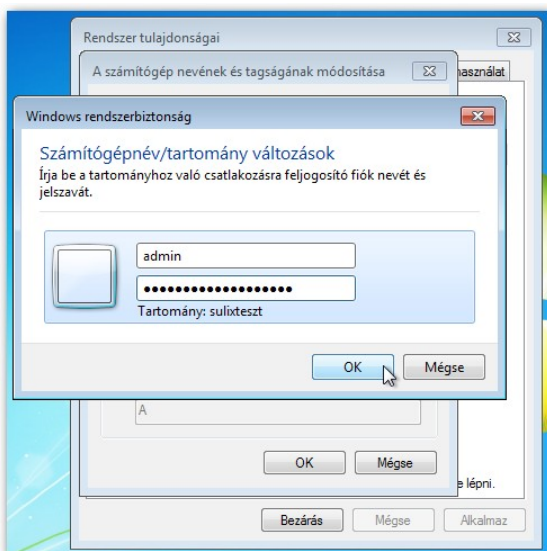 Rendszer tulajdonságai
A számítógép nevének és tagságának módosítása
használat
Windows rendszerbiztonság
Számítógépnév/tartomány változások
Írja be a tartományhoz való csatlakozásra feljogosító fiók nevét és
jelszavát.
admin
●●●●●●●●●●●●●●●●●●●
Tartomány: sulixteszt
OK Mégse
A
OK Mégse
e lépni.
Bezárás Mégse Alkalmaz